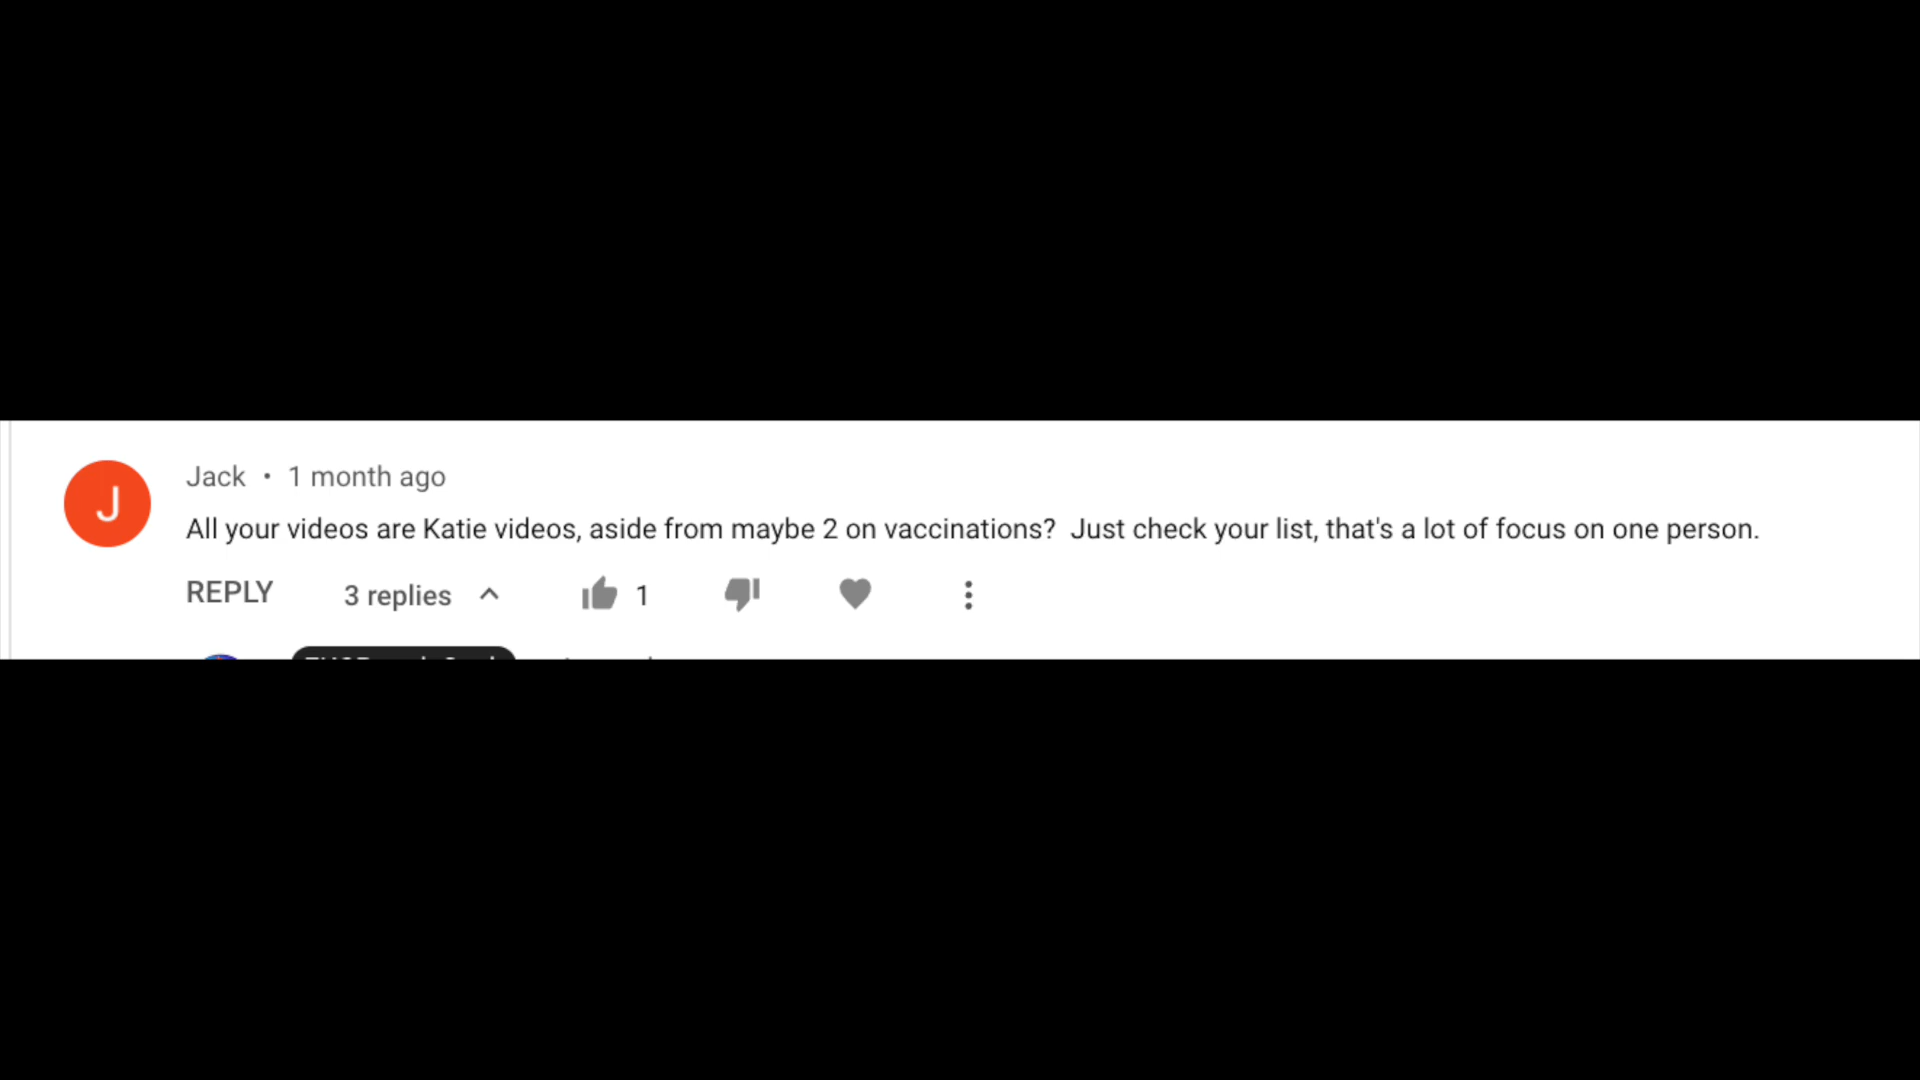 J
Jack • 1 month ago
All your videos are Katie videos, aside from maybe 2 on vaccinations?  Just check your list, that's a lot of focus on one person.
REPLY 3 replies 1